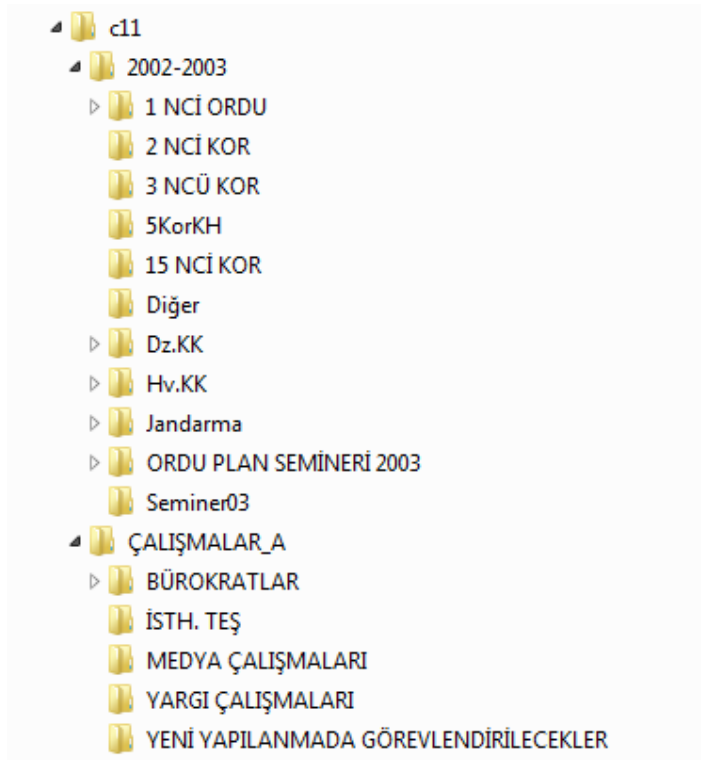 c11
2002-2003
1 NCİ ORDU
2 NCİ KOR
3 NCÜ KOR
5KorKH
15 NCİ KOR
Diğer
Dz.KK
Hv.KK
Jandarma
ORDU PLAN SEMİNERİ 2003
Seminer03
ÇALIŞMALAR_A
BÜROKRATLAR
İSTH. TEŞ
MEDYA ÇALIŞMALARI
YARGI ÇALIŞMALARI
YENİ YAPILANMADA GÖREVLENDİRİLECEKLER